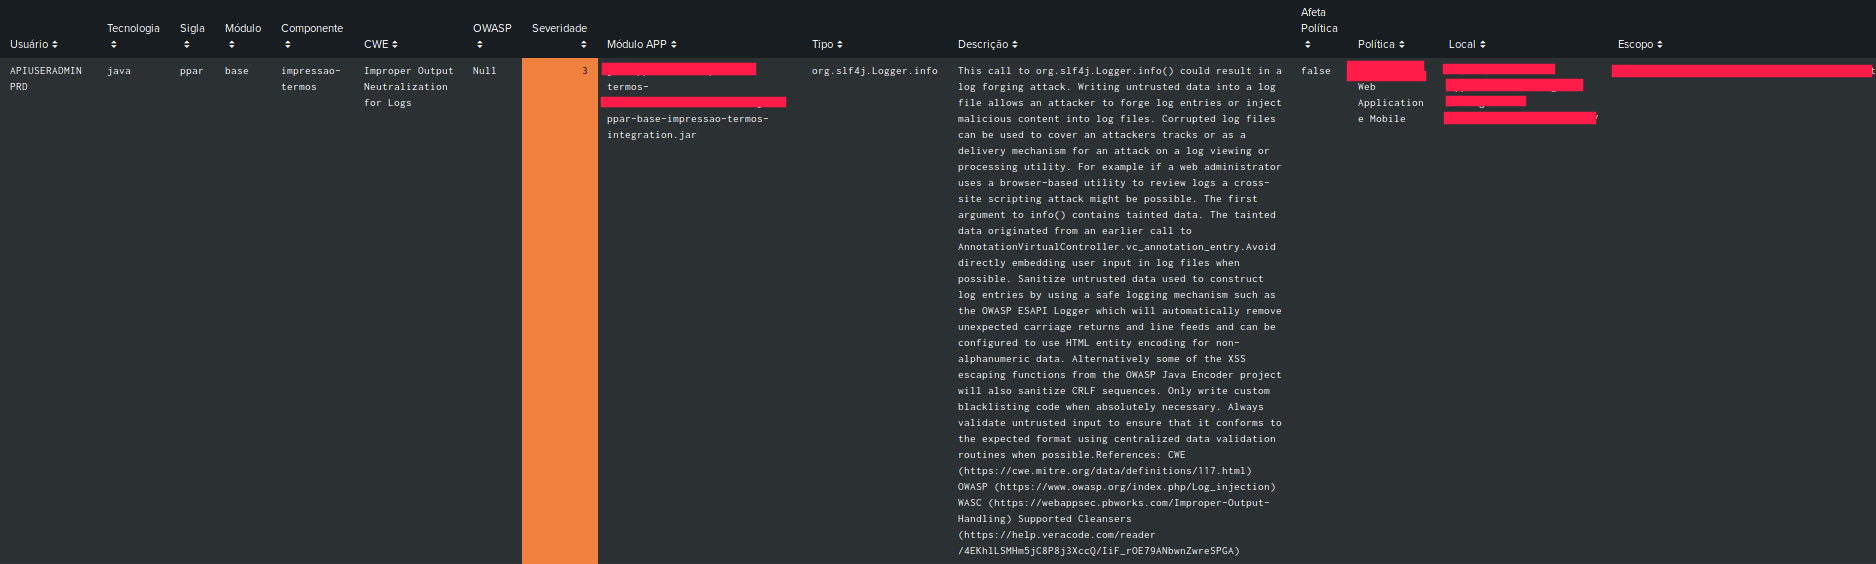 Usuário
Tecnologia
Sigla
Módulo
Componente
CWE
OWASP
Severidade
Módulo APP
Tipo
Descrição
Afeta
Política
Política
Local
Escopo
APIUSERADMIN
PRD
java
ppar
base
impressao-
termos
Improper Output
Neutralization
for Logs
Null
3
termos-
ppar-base-impressao-termos-
integration.jar
org.slf4j.Logger.info
This call to org.slf4j.Logger.info() could result in a
log forging attack. Writing untrusted data into a log
file allows an attacker to forge log entries or inject
malicious content into log files. Corrupted log files
can be used to cover an attackers tracks or as a
delivery mechanism for an attack on a log viewing or
processing utility. For example if a web administrator
uses a browser-based utility to review logs a cross-
site scripting attack might be possible. The first
argument to info() contains tainted data. The tainted
data originated from an earlier call to
AnnotationVirtualController.vc_annotation_entry.Avoid
directly embedding user input in log files when
possible. Sanitize untrusted data used to construct
log entries by using a safe logging mechanism such as
the OWASP ESAPI Logger which will automatically remove
unexpected carriage returns and line feeds and can be
configured to use HTML entity encoding for non-
alphanumeric data. Alternatively some of the XSS
escaping functions from the OWASP Java Encoder project
will also sanitize CRLF sequences. Only write custom
blacklisting code when absolutely necessary. Always
validate untrusted input to ensure that it conforms to
the expected format using centralized data validation
routines when possible.References: CWE
(https://cwe.mitre.org/data/definitions/117.html)
OWASP (https://www.owasp.org/index.php/Log_injection)
WASC (https://webappsec.pbworks.com/Improper-Output-
Handling) Supported Cleansers
(https://help.veracode.com/reader
/4EKhlLSMHm5jC8P8j3XccQ/IiF_rOE79ANbwnZwreSPGA)
false
Web
Application
e Mobile